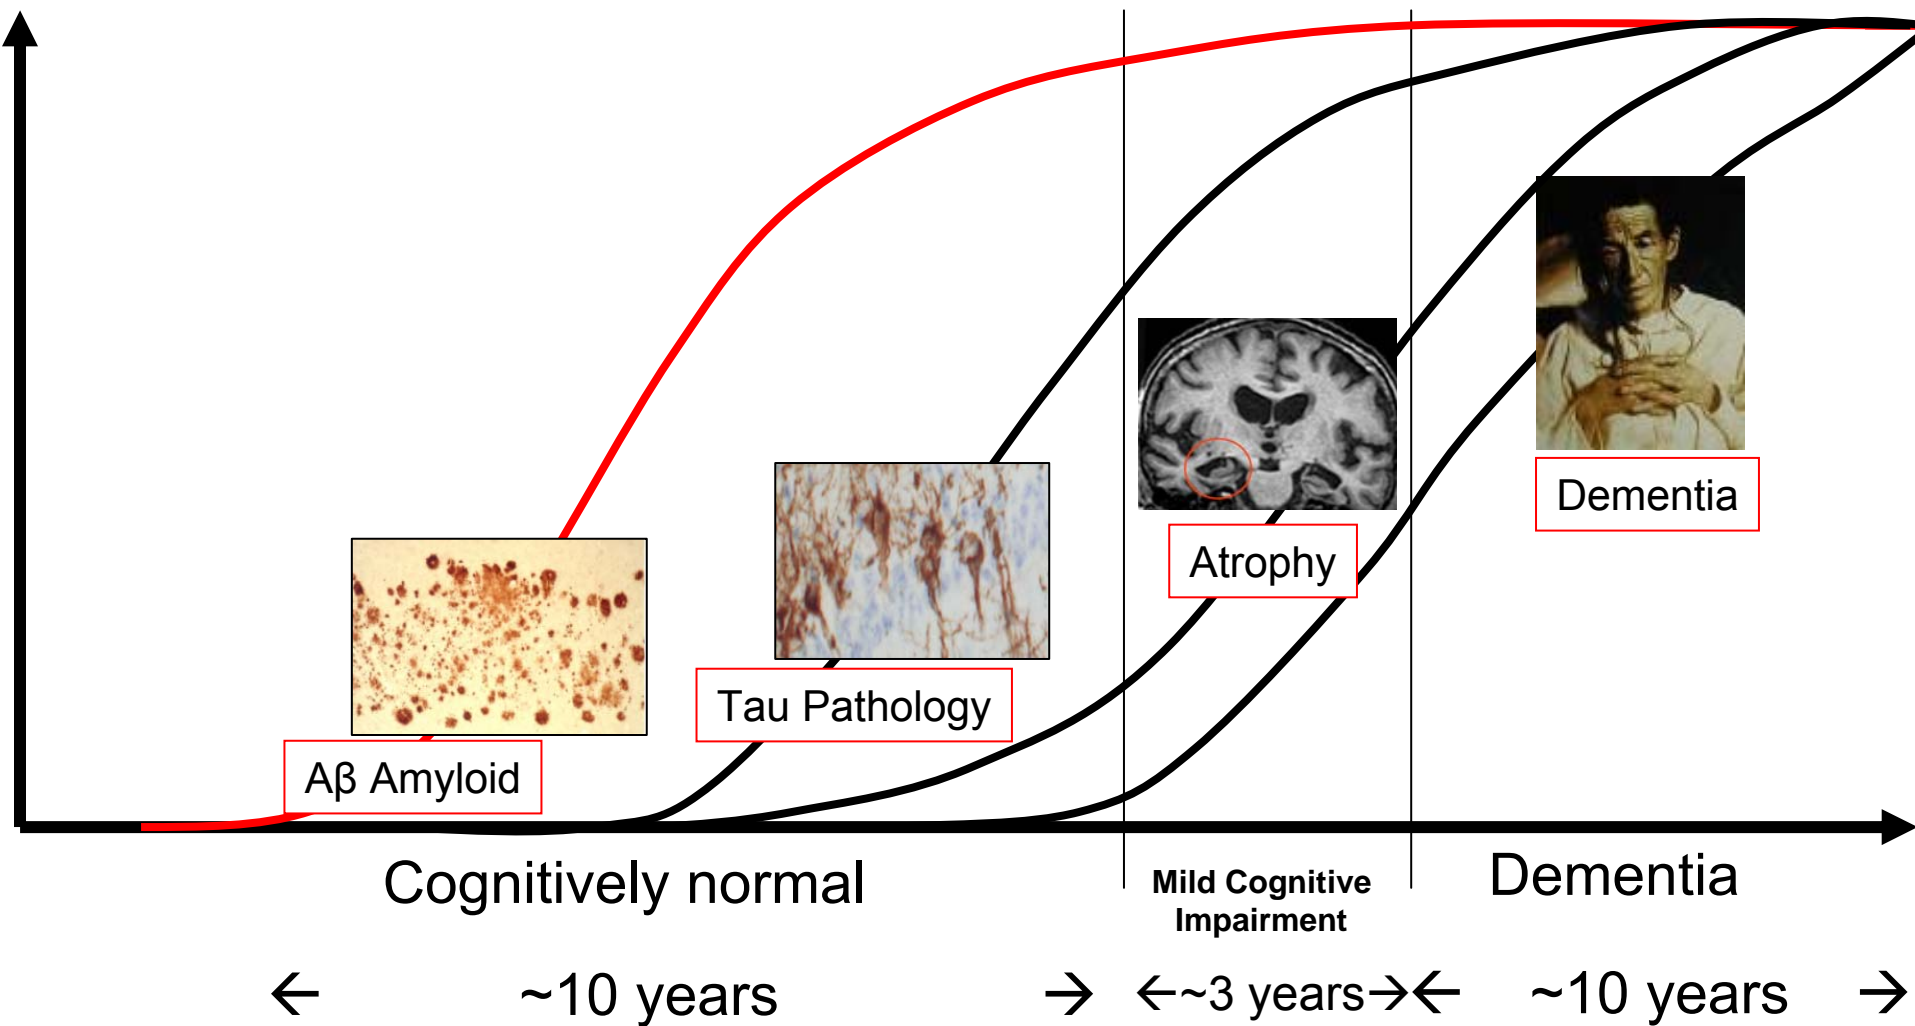 Dementia
Atrophy
Tau Pathology
Aβ Amyloid
Cognitively normal
Mild Cognitive
Impairment
Dementia
← ~10 years →
←~3 years→
← ~10 years →